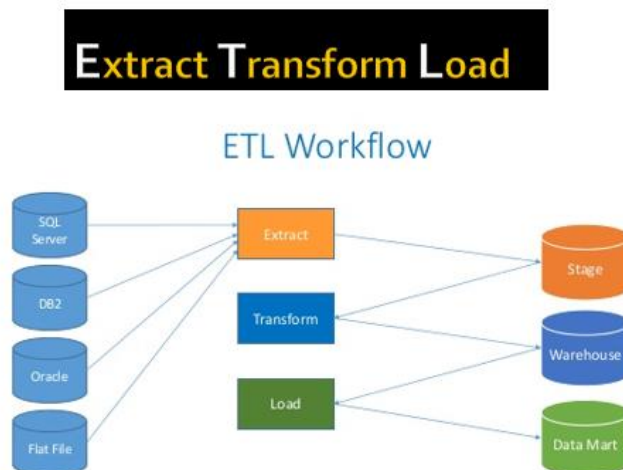 Extract Transform Load
ETL Workflow
SQL
Server
DB2
Oracle
Flat File
Extract
Transform
Load
Stage
Warehouse
Data Mart